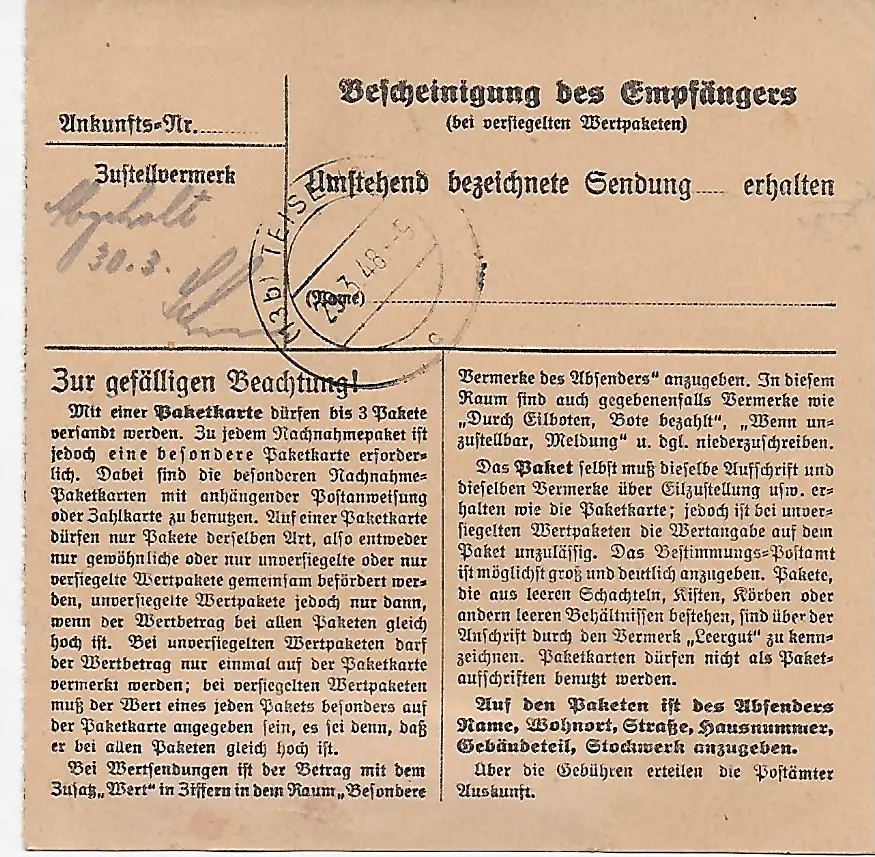 Bescheinigung des Empfängers
(bei versiegelten Wertpaketen)
Ankunfts-Nr.
Zustellvermerk
Umstehend bezeichnete Sendung erhalten
Abgeholt
30.3.
(13b) TEISE
29.3.48
c
(Name)
Zur gefälligen Beachtung!
Mit einer Paketkarte dürfen bis 3 Pakete
versandt werden. Zu jedem Nachnahmepaket ist
jedoch eine besondere Paketkarte erforder-
lich. Dabei sind die besonderen Nachnahme-
Paketkarten mit anhängender Postanweisung
oder Zahlkarte zu benutzen. Auf einer Paketkarte
dürfen nur Pakete derselben Art, also entweder
nur gewöhnliche oder nur unversiegelte oder nur
versiegelte Wertpakete gemeinsam befördert wer-
den, unversiegelte Wertpakete jedoch nur dann,
wenn der Wertbetrag bei allen Paketen gleich
hoch ist. Bei unversiegelten Wertpaketen darf
der Wertbetrag nur einmal auf der Paketkarte
vermerkt werden; bei versiegelten Wertpaketen
muß der Wert eines jeden Pakets besonders auf
der Paketkarte angegeben sein, es sei denn, daß
er bei allen Paketen gleich hoch ist.
Bei Wertsendungen ist der Betrag mit dem
Zusatz „Wert" in Ziffern in dem Raum „Besondere
Vermerke des Absenders" anzugeben. In diesem
Raum sind auch gegebenenfalls Vermerke wie
„Durch Eilboten, Bote bezahlt", „Wenn un-
zustellbar, Meldung" u. dgl. niederzuschreiben.
Das Paket selbst muß dieselbe Aufschrift und
dieselben Vermerke über Eilzustellung usw. er-
halten wie die Paketkarte; jedoch ist bei unver-
siegelten Wertpaketen die Wertangabe auf dem
Paket unzulässig. Das Bestimmungs-Postamt
ist möglichst groß und deutlich anzugeben. Pakete,
die aus leeren Schachteln, Kisten, Körben oder
andern leeren Behältnissen bestehen, sind über der
Anschrift durch den Vermerk „Leergut" zu kenn-
zeichnen. Paketkarten dürfen nicht als Paket-
aufschriften benutzt werden.
Auf den Paketen ist des Absenders
Name, Wohnort, Straße, Hausnummer,
Gebäudeteil, Stockwerk anzugeben.
Über die Gebühren erteilen die Postämter
Auskunft.